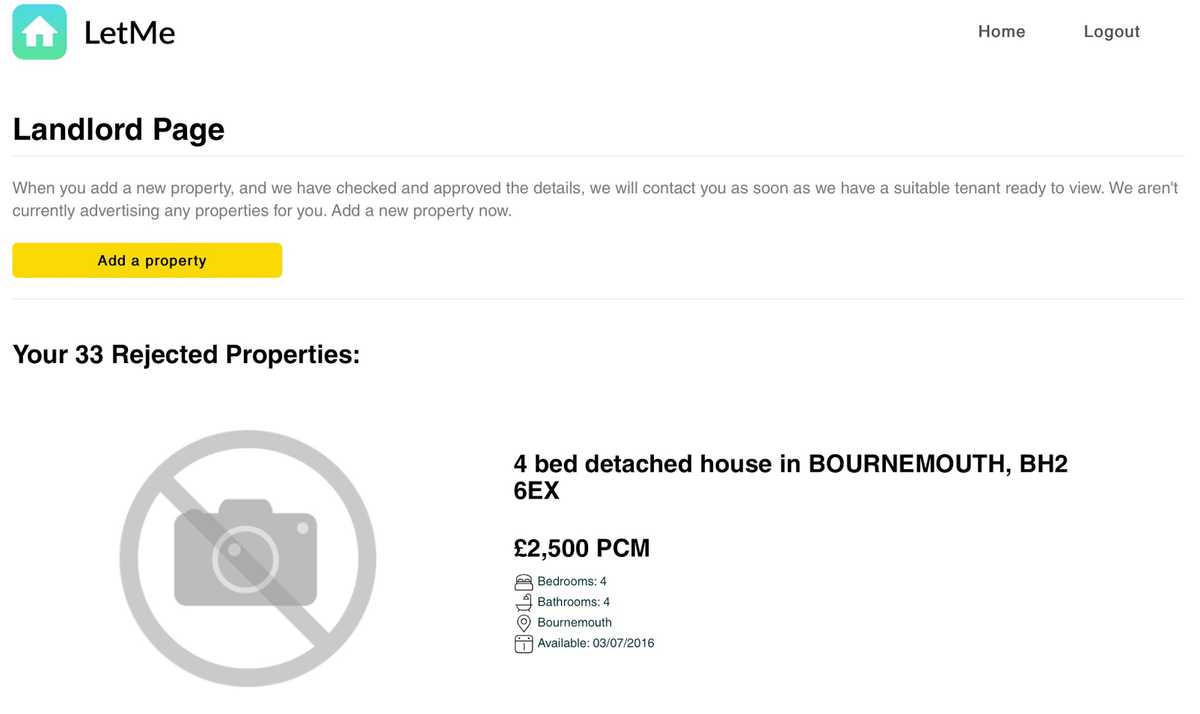 LetMe
Home
Logout
Landlord Page
When you add a new property, and we have checked and approved the details, we will contact you as soon as we have a suitable tenant ready to view. We aren't
currently advertising any properties for you. Add a new property now.
Add a property
Your 33 Rejected Properties:
4 bed detached house in BOURNEMOUTH, BH2
6EX
£2,500 PCM
Bedrooms: 4
Bathrooms: 4
Bournemouth
Available: 03/07/2016